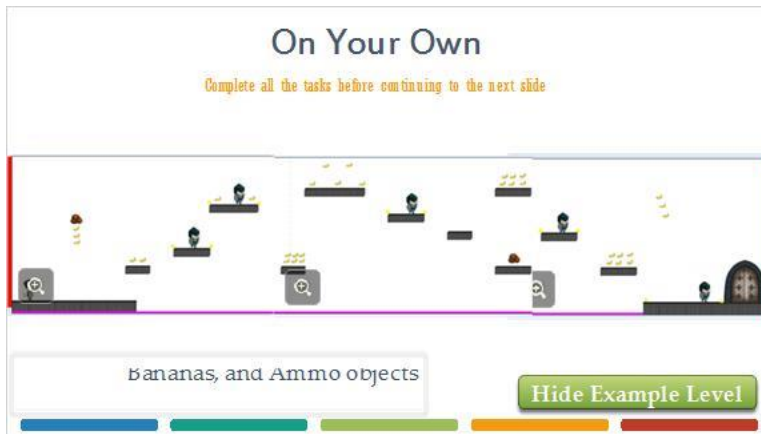 On Your Own
Complete all the tasks before continuing to the next slide
Bananas, and Ammo objects
Hide Example Level